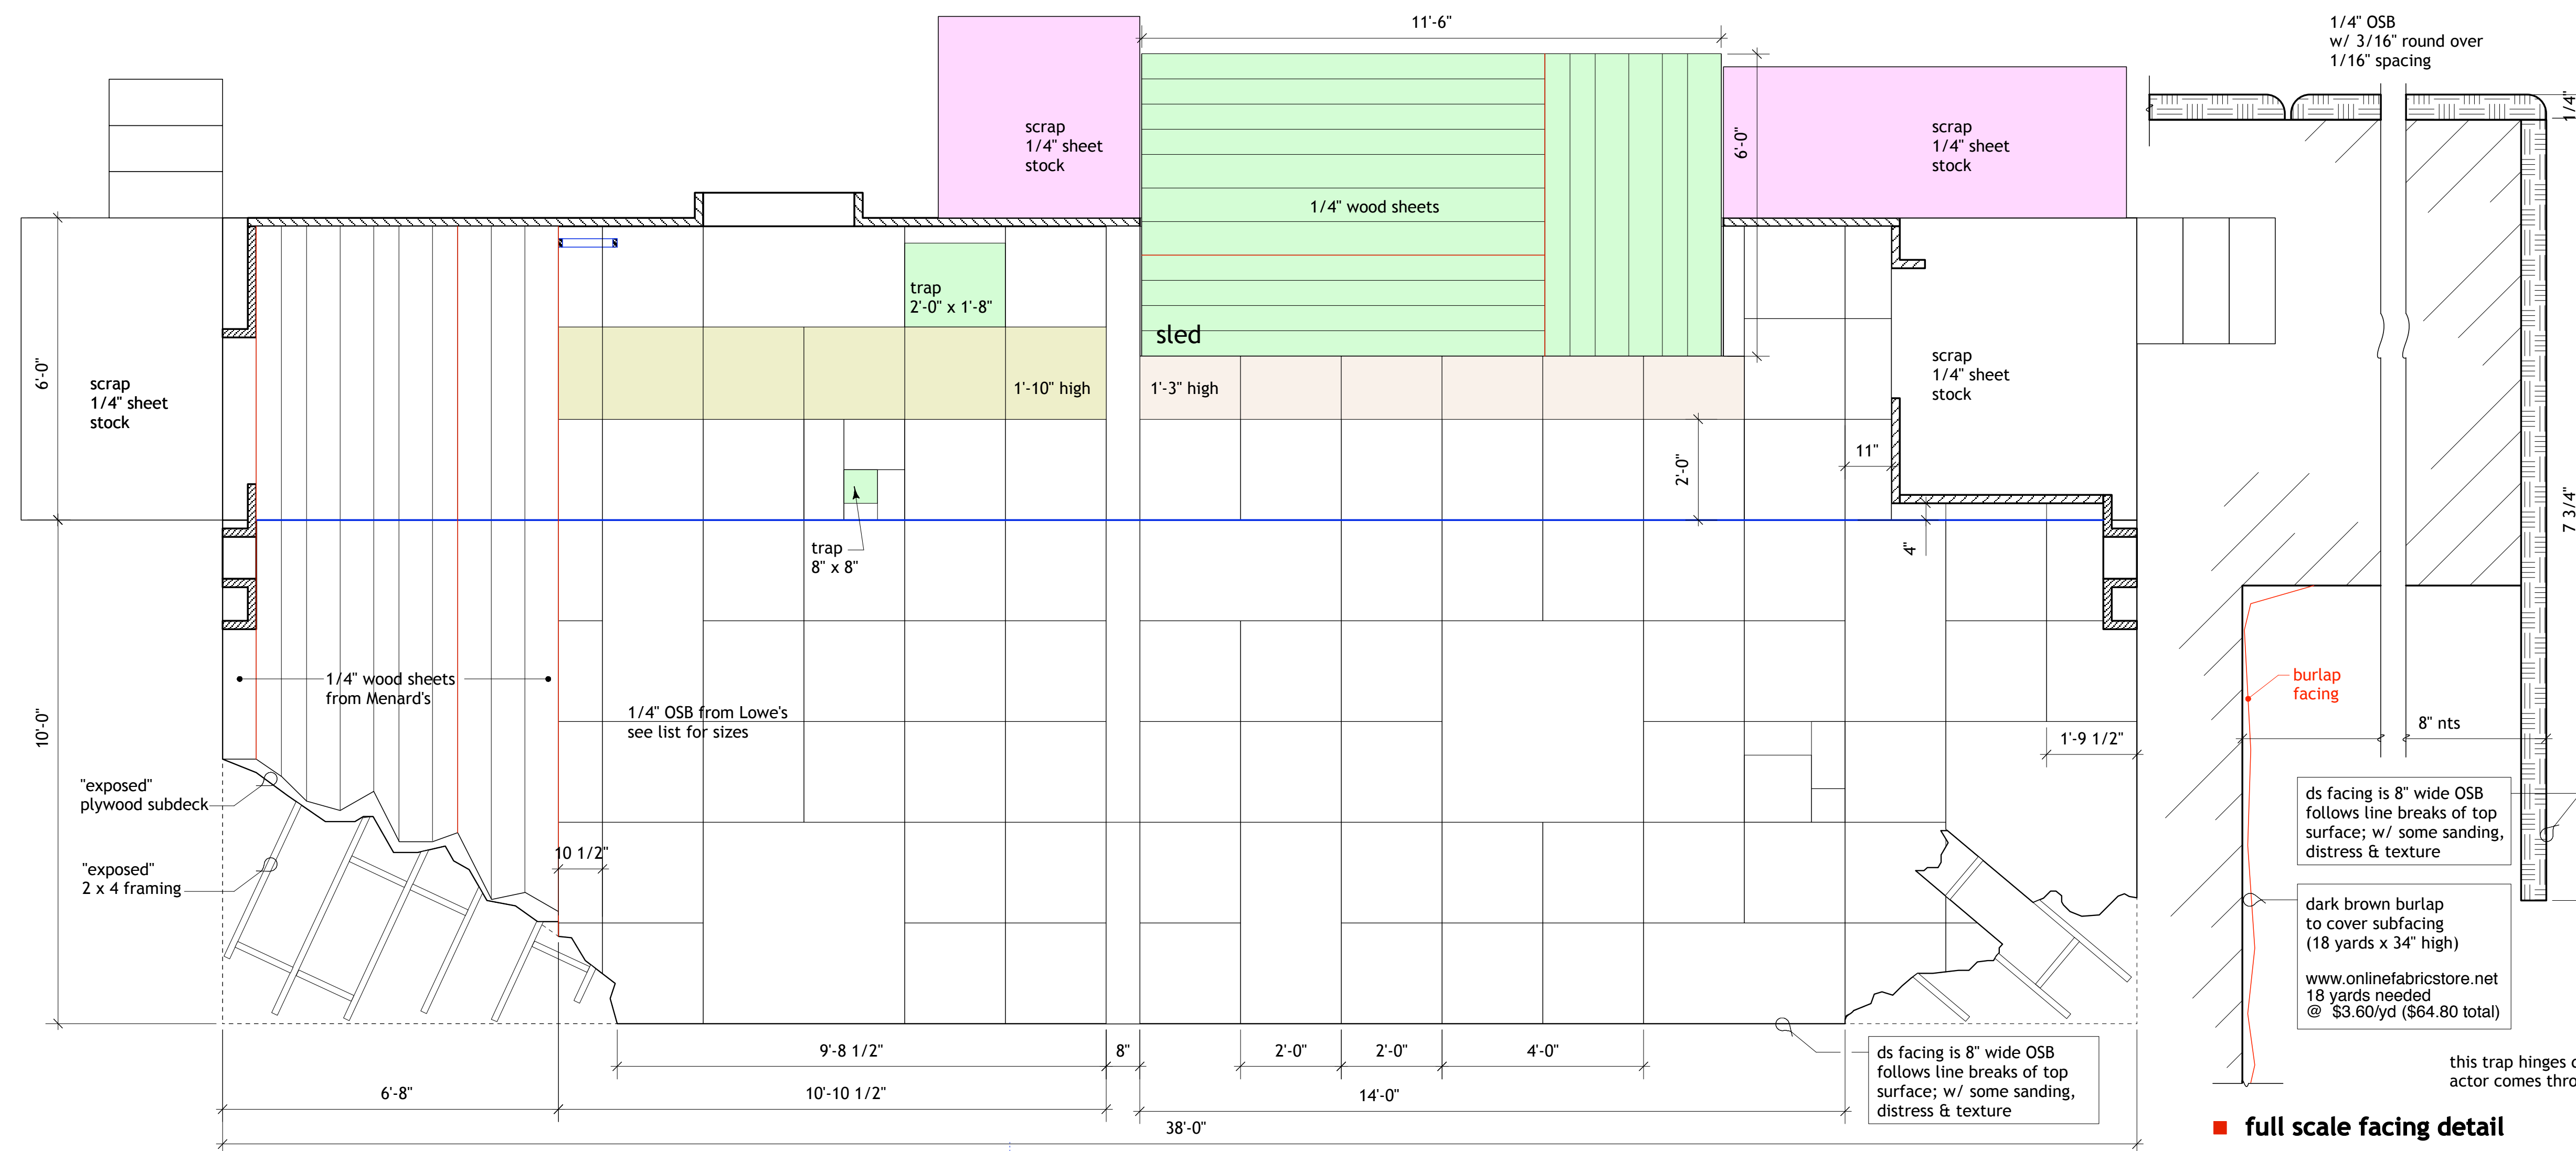 11'-6"
1/4" OSB
w/ 3/16" round over
1/16" spacing
1/4"
scrap
1/4" sheet
stock
6'-0"
scrap
1/4" sheet
stock
1/4" wood sheets
trap
2'-0" x 1'-8"
sled
6'-0"
scrap
1/4" sheet
stock
1'-10" high
1'-3" high
scrap
1/4" sheet
stock
2'-0"
11"
4"
7 3/4"
trap
8" x 8"
1/4" wood sheets
from Menard's
1/4" OSB from Lowe's
see list for sizes
10'-0"
burlap
facing
8" nts
1'-9 1/2"
"exposed"
plywood subdeck
"exposed"
2 x 4 framing
10 1/2"
ds facing is 8" wide OSB
follows line breaks of top
surface; w/ some sanding,
distress & texture
dark brown burlap
to cover subfacing
(18 yards x 34" high)
www.onlinefabricstore.net
18 yards needed
@ $3.60/yd ($64.80 total)
9'-8 1/2"
8"
2'-0"
2'-0"
4'-0"
ds facing is 8" wide OSB
follows line breaks of top
surface; w/ some sanding,
distress & texture
6'-8"
10'-10 1/2"
14'-0"
38'-0"
this trap hinges
actor comes
full scale facing detail